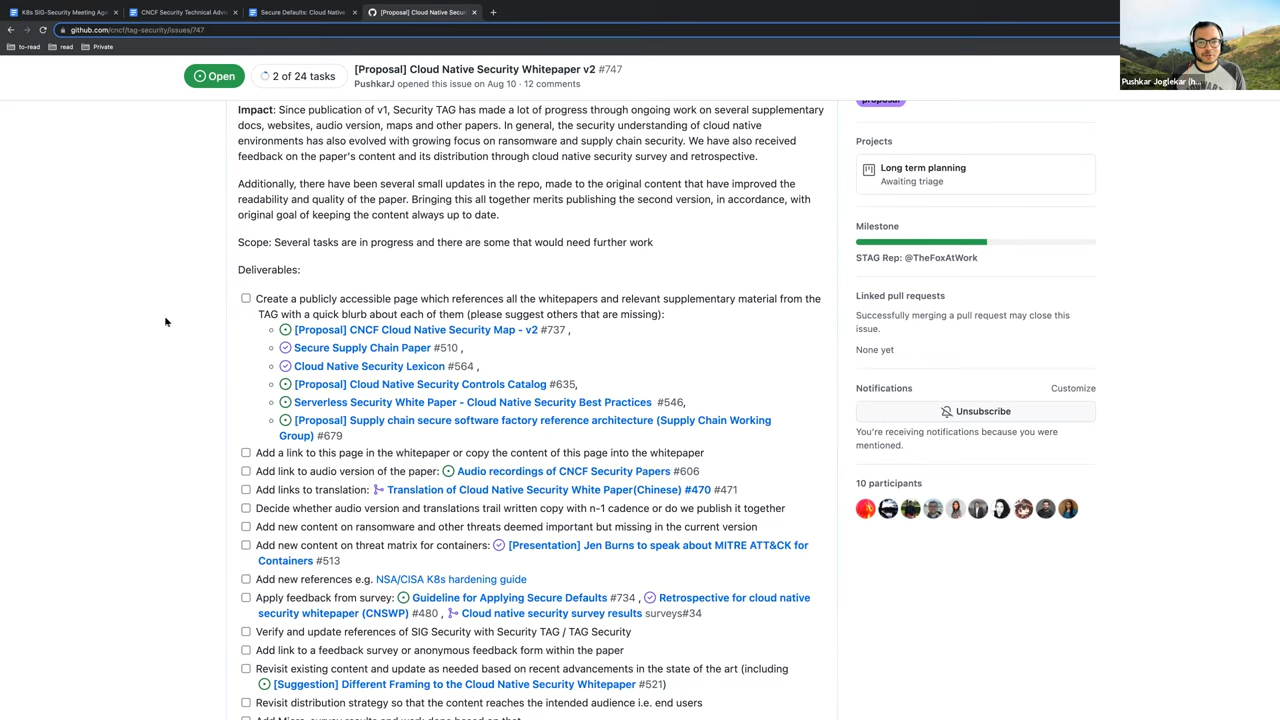 K8s SIG-Security Meeting Age
CNCF Security Technical Advi
Secure Defaults: Cloud Native
[Proposal] Cloud Native Secur
github.com/cncf/tag-security/issues/747
to-read
read
Private
Pushkar Joglekar (h...
Open
2 of 24 tasks
[Proposal] Cloud Native Security Whitepaper v2 #747
PushkarJ opened this issue on Aug 10 · 12 comments
Impact: Since publication of v1, Security TAG has made a lot of progress through ongoing work on several supplementary
docs, websites, audio version, maps and other papers. In general, the security understanding of cloud native
environments has also evolved with growing focus on ransomware and supply chain security. We have also received
feedback on the paper's content and its distribution through cloud native security survey and retrospective.
Additionally, there have been several small updates in the repo, made to the original content that have improved the
readability and quality of the paper. Bringing this all together merits publishing the second version, in accordance, with
original goal of keeping the content always up to date.
Scope: Several tasks are in progress and there are some that would need further work
Deliverables:
Create a publicly accessible page which references all the whitepapers and relevant supplementary material from the
TAG with a quick blurb about each of them (please suggest others that are missing):
[Proposal] CNCF Cloud Native Security Map - v2 #737 ,
Secure Supply Chain Paper #510 ,
Cloud Native Security Lexicon #564 ,
[Proposal] Cloud Native Security Controls Catalog #635,
Serverless Security White Paper - Cloud Native Security Best Practices #546,
[Proposal] Supply chain secure software factory reference architecture (Supply Chain Working
Group) #679
Add a link to this page in the whitepaper or copy the content of this page into the whitepaper
Add link to audio version of the paper: Audio recordings of CNCF Security Papers #606
Add links to translation: Translation of Cloud Native Security White Paper(Chinese) #470 #471
Decide whether audio version and translations trail written copy with n-1 cadence or do we publish it together
Add new content on ransomware and other threats deemed important but missing in the current version
Add new content on threat matrix for containers: [Presentation] Jen Burns to speak about MITRE ATT&CK for
Containers #513
Add new references e.g. NSA/CISA K8s hardening guide
Apply feedback from survey: Guideline for Applying Secure Defaults #734 , Retrospective for cloud native
security whitepaper (CNSWP) #480 , Cloud native security survey results surveys#34
Verify and update references of SIG Security with Security TAG / TAG Security
Add link to a feedback survey or anonymous feedback form within the paper
Revisit existing content and update as needed based on recent advancements in the state of the art (including
[Suggestion] Different Framing to the Cloud Native Security Whitepaper #521)
Revisit distribution strategy so that the content reaches the intended audience i.e. end users
proposal
Projects
Long term planning
Awaiting triage
Milestone
STAG Rep: @TheFoxAtWork
Linked pull requests
Successfully merging a pull request may close this
issue.
None yet
Notifications
Customize
Unsubscribe
You're receiving notifications because you were
mentioned.
10 participants